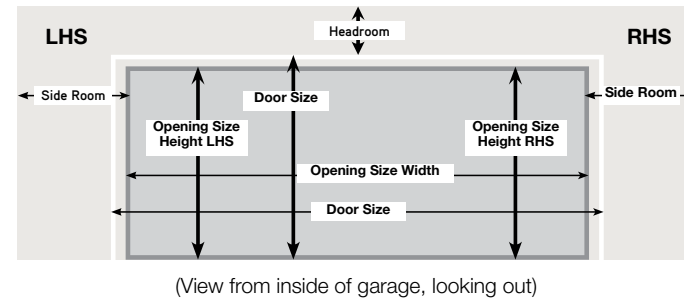 LHS
Headroom
RHS
Side Room
Door Size
Side Room
Opening Size
Height LHS
Opening Size
Height RHS
Opening Size Width
Door Size
(View from inside of garage, looking out)